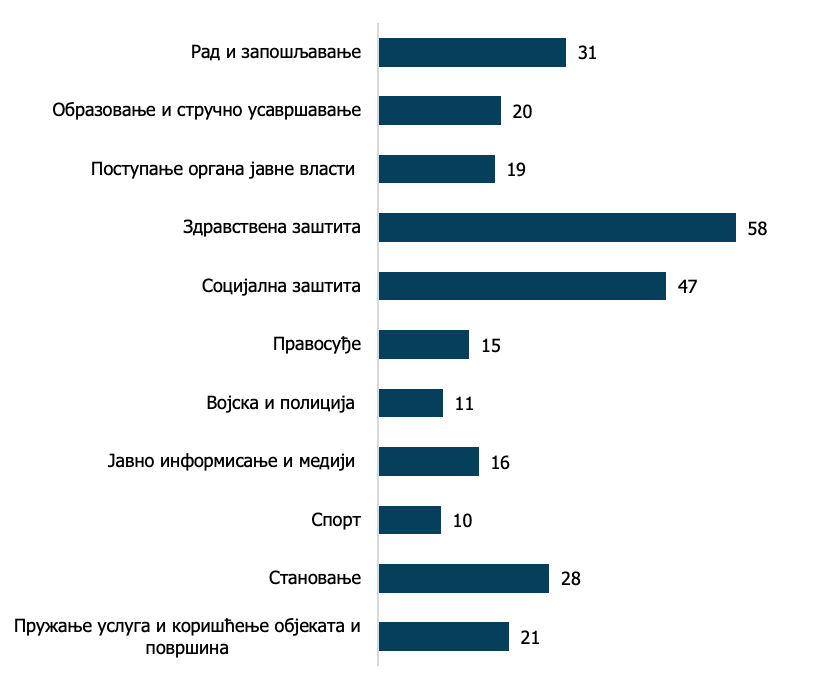 Рад и запошљавање 31
Образовање и стручно усавршавање 20
Поступање органа јавне власти 19
Здравствена заштита 58
Социјална заштита 47
Правосуђе 15
Војска и полиција 11
Јавно информисање и медији 16
Спорт 10
Становање 28
Пружање услуга и коришћење објеката и
површина 21